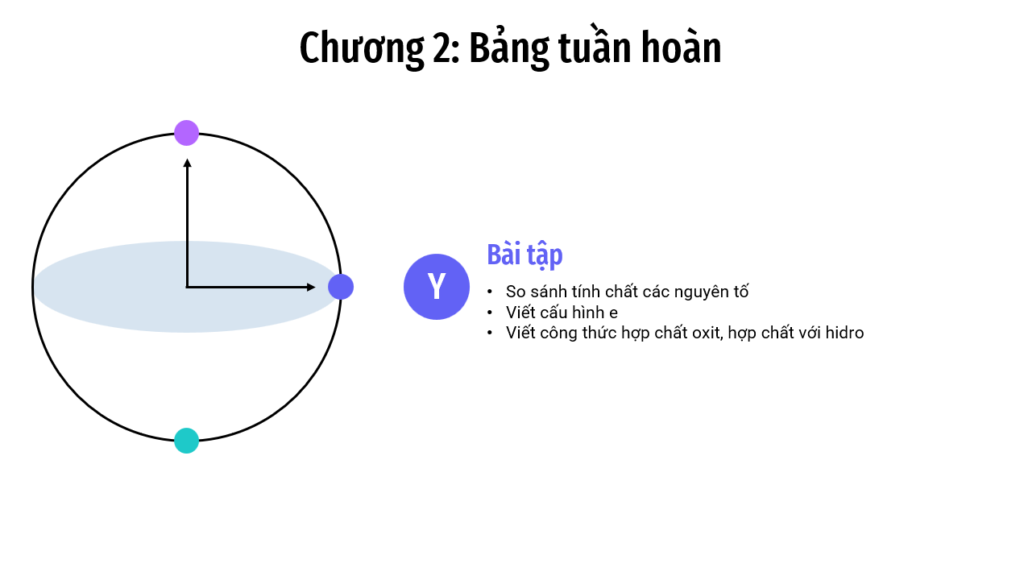 Chương 2: Bảng tuần hoàn
Y
Bài tập
• So sánh tính chất các nguyên tố
• Viết cấu hình e
• Viết công thức hợp chất oxit, hợp chất với hidro